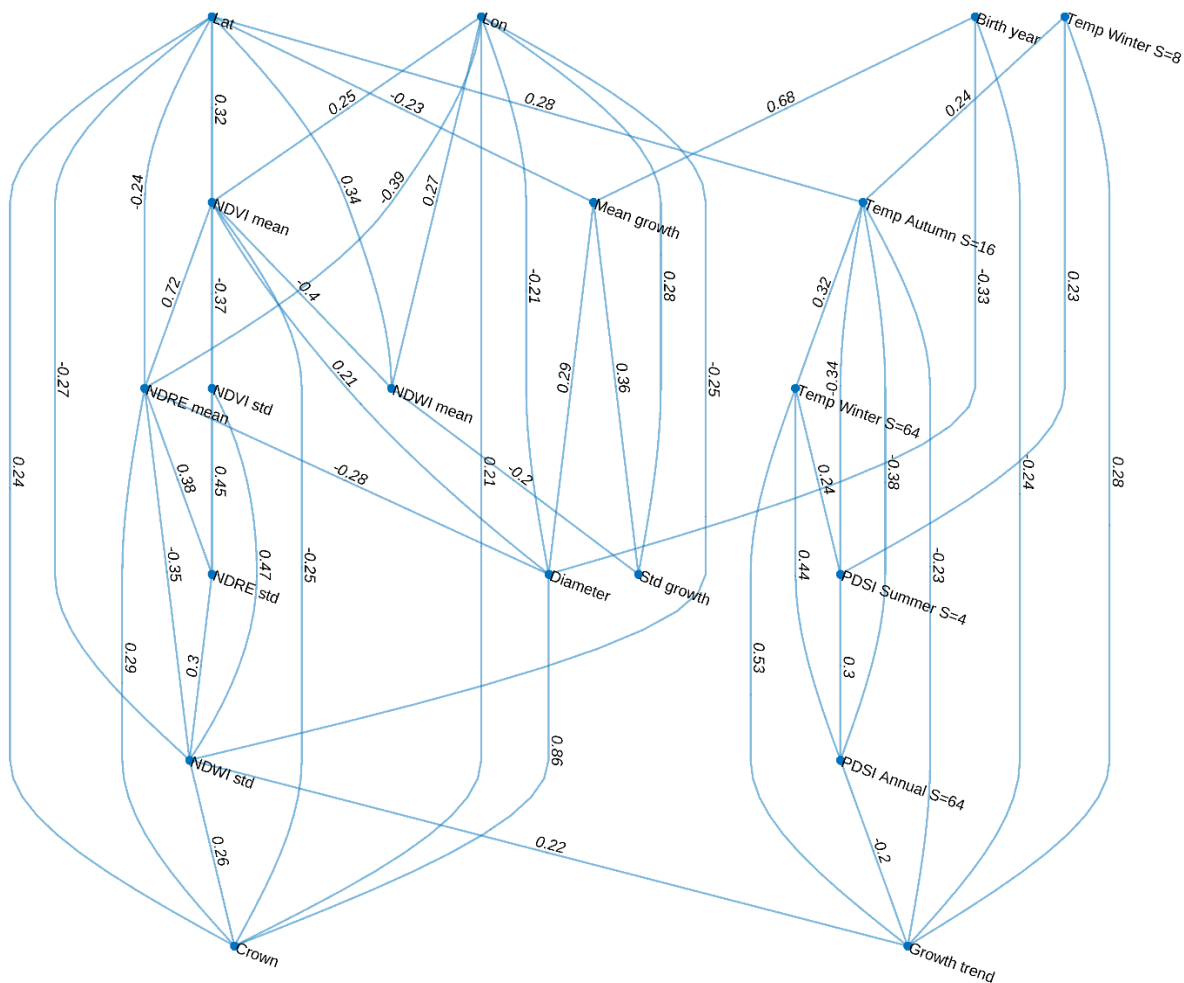 Lat
Lon
Birth year
Temp Winter S=8
0.32
0.25
-0.23
0.28
0.68
0.24
-0.24
0.34
-0.39
0.27
NDVI mean
Mean growth
Temp Autumn S=16
0.72
-0.37
-0.4
-0.21
0.28
0.32
-0.33
0.23
-0.27
0.21
0.29
0.36
-0.25
-0.34
NDRE mean
NDVI std
NDWI mean
Temp Winter S=64
0.24
0.38
0.45
-0.28
0.21
-0.2
0.24
-0.38
-0.24
0.28
-0.35
0.47
-0.25
0.44
-0.23
NDRE std
Diameter
Std growth
PDSI Summer S=4
0.29
0.3
0.53
0.3
NDWI std
0.86
PDSI Annual S=64
0.26
0.22
-0.2
Crown
Growth trend